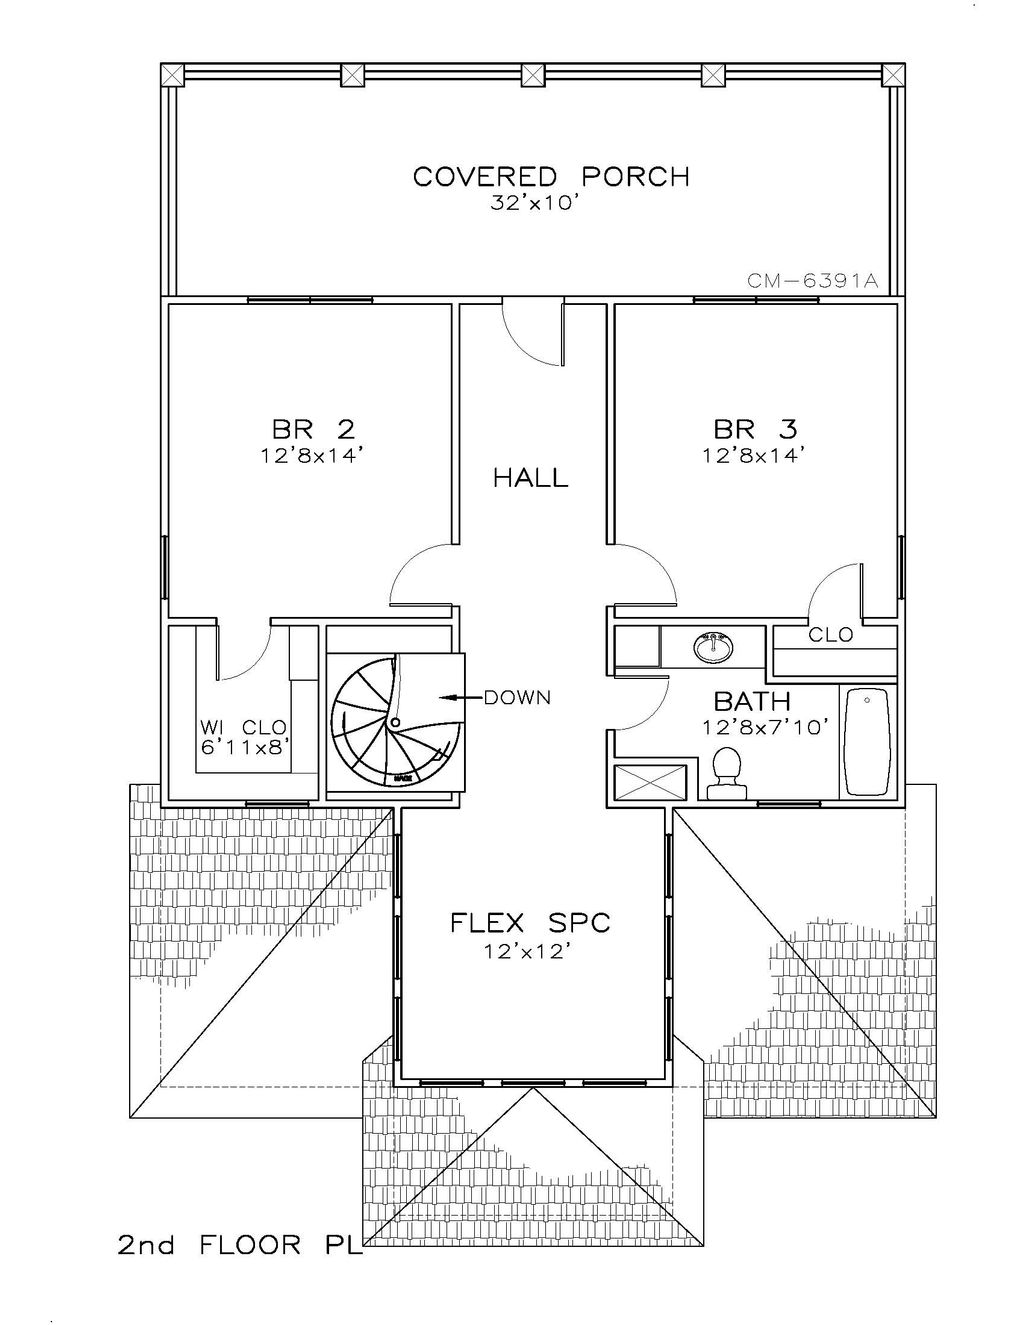 COVERED PORCH
32'x10'
CM-6391A
BR 2
12'8x14'
BR 3
12'8x14'
HALL
CLO
DOWN
WI CLO
6'11x8'
BATH
12'8x7'10'
FLEX SPC
12'x12'
2nd FLOOR PL